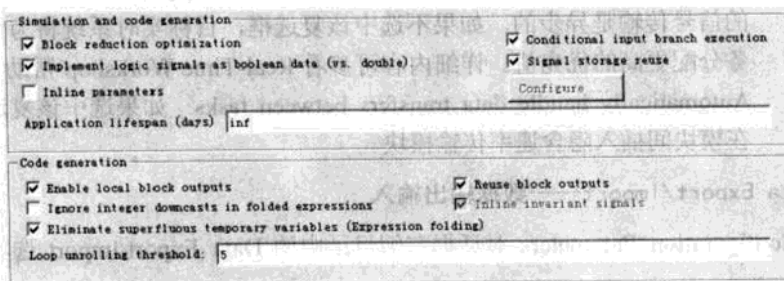 Simulation and code generation
Block reduction optimization
Conditional input branch execution
Implement logic signals as boolean data (vs. double)
Signal storage reuse
Inline parameters
Configure
Application lifespan (days) inf
Code generation
Enable local block outputs
Reuse block outputs
Ignore integer downcasts in folded expressions
Inline invariant signals
Eliminate superfluous temporary variables (Expression folding)
Loop unrolling threshold: 5